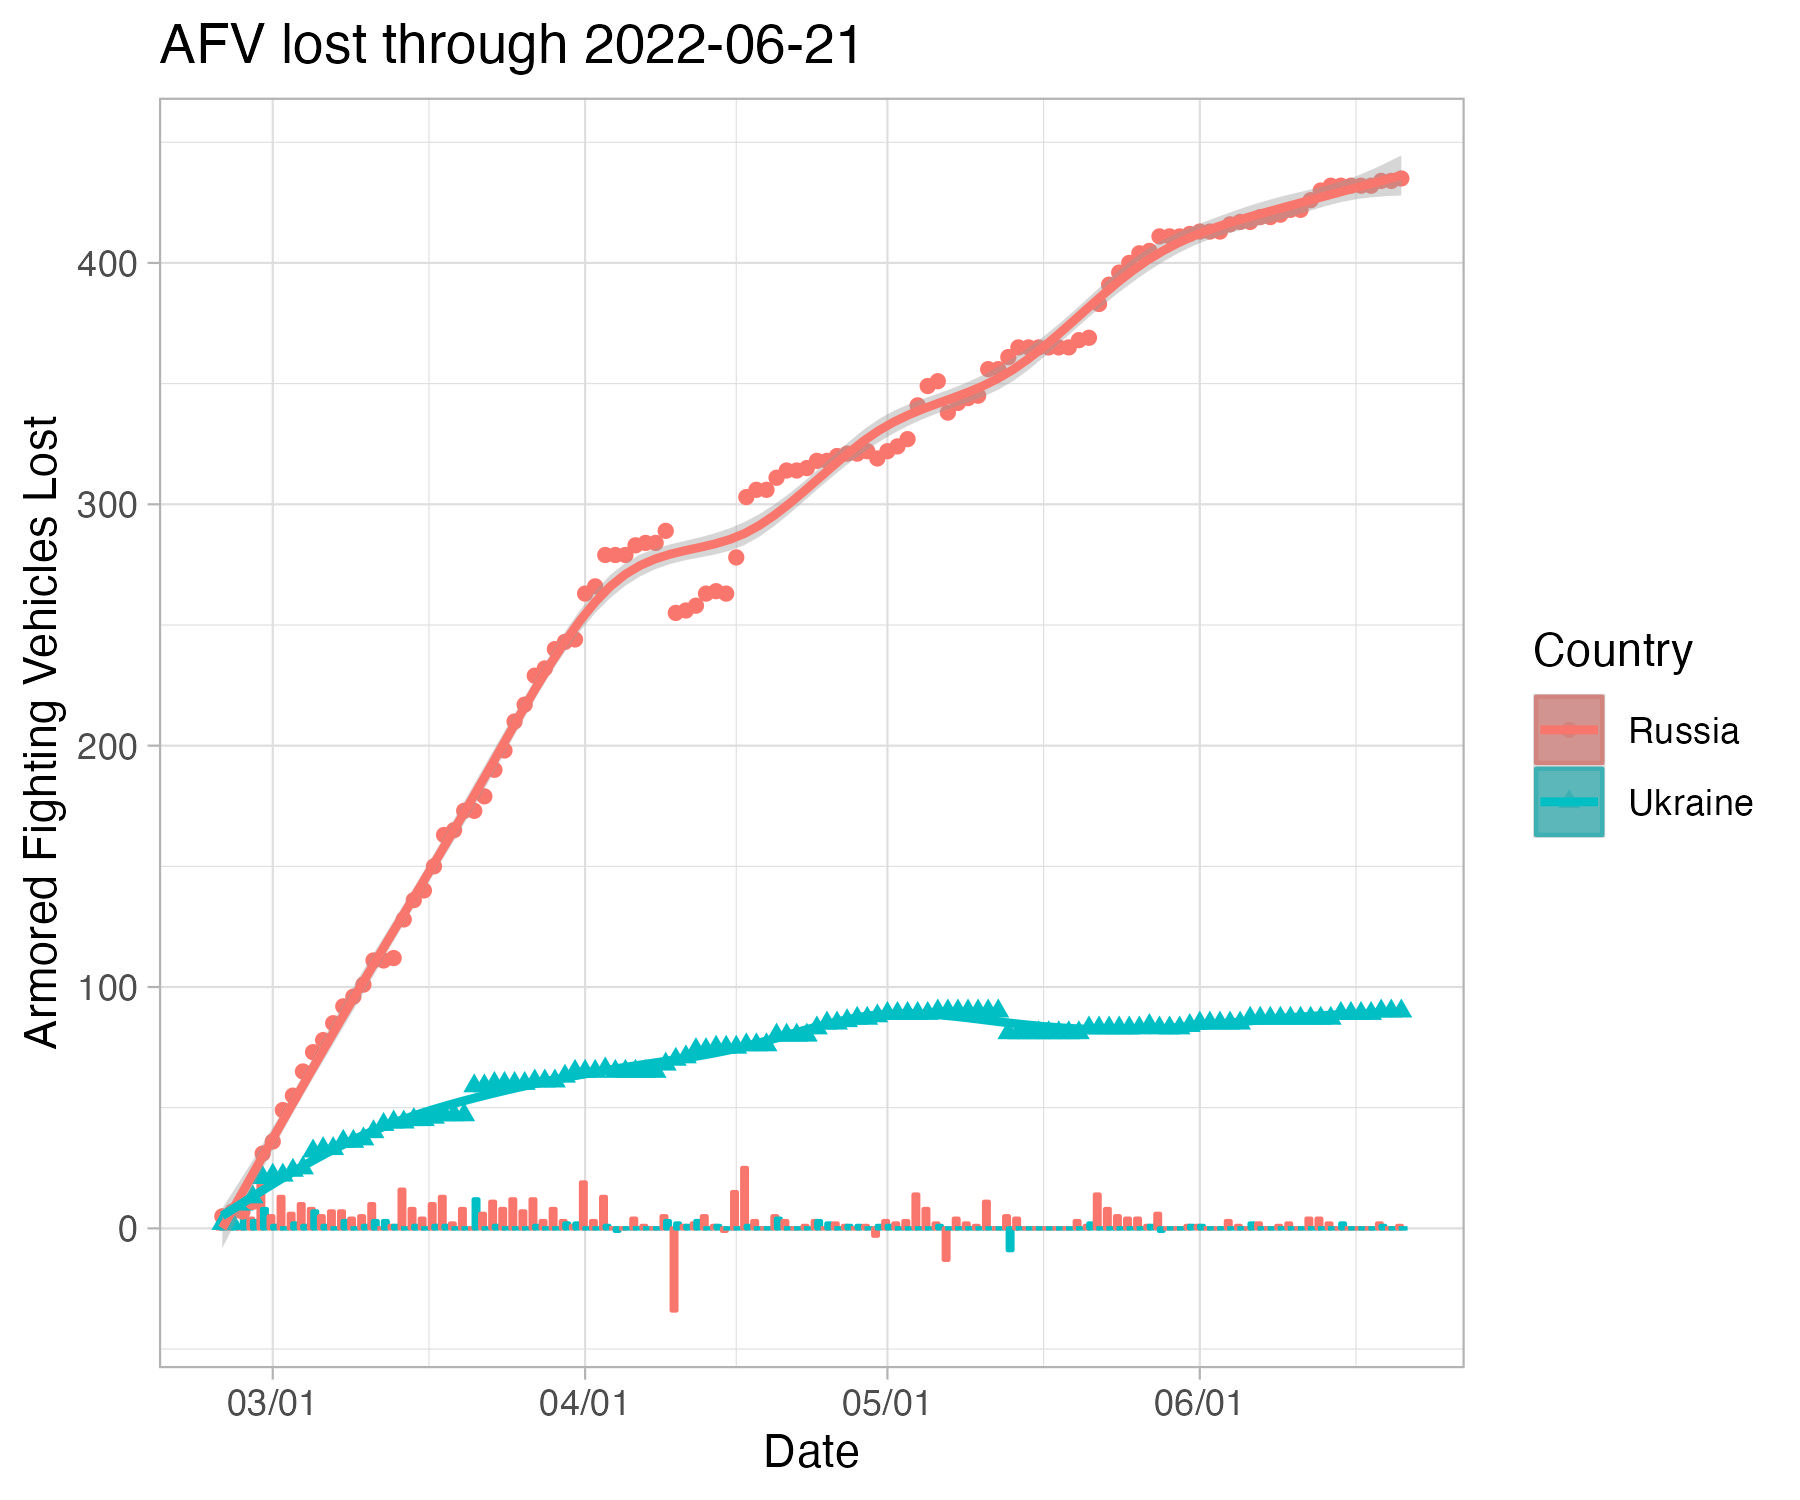 AFV lost through 2022-06-21
Armored Fighting Vehicles Lost
400
300
200
100
0
03/01
04/01
05/01
06/01
Date
Country
Russia
Ukraine